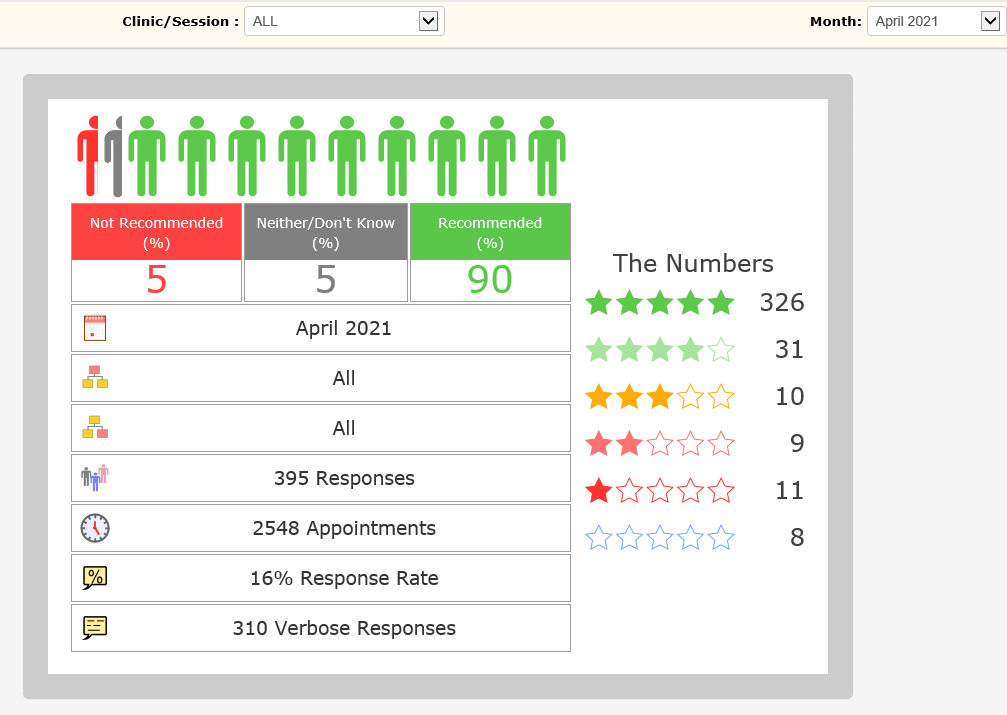 Clinic/Session : ALL Month: April 2021
Not Recommended (%)
Neither/Don't Know (%)
Recommended (%)
5 5 90
April 2021
All
All
395 Responses
2548 Appointments
16% Response Rate
310 Verbose Responses
The Numbers
326
31
10
9
11
8